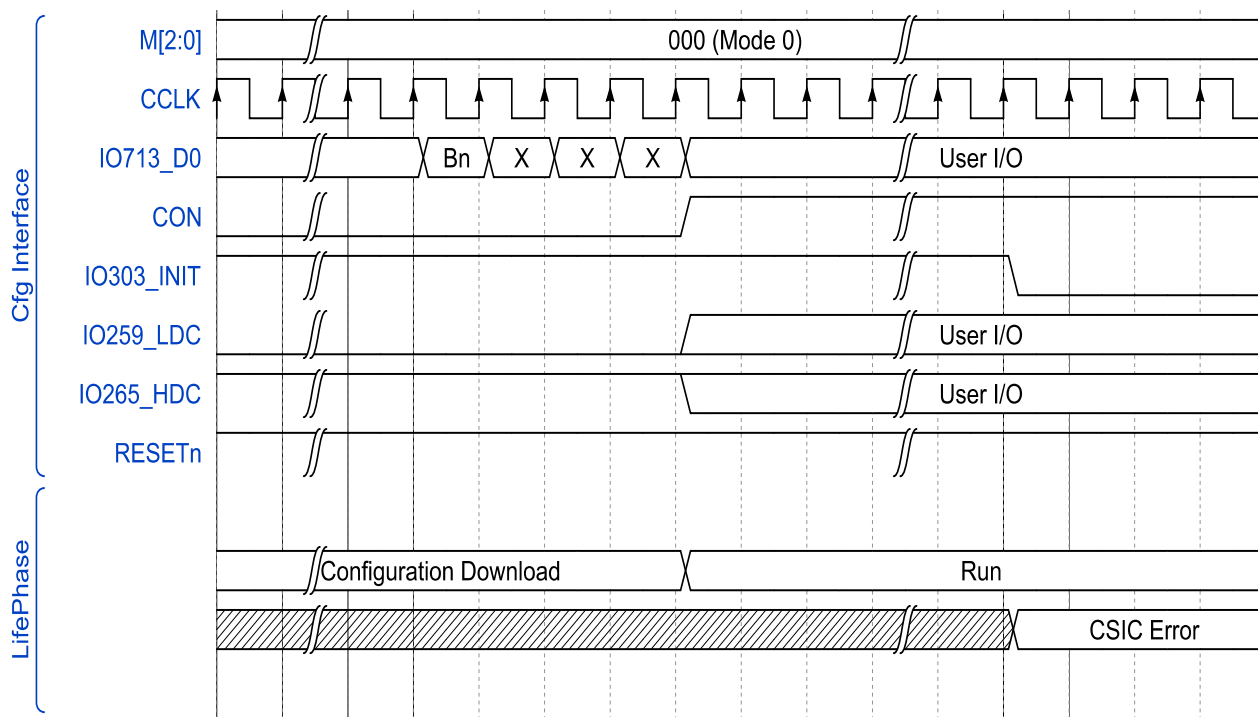 Cfg Interface
M[2:0]
000 (Mode 0)
CCLK
IO713_D0
Bn
X
X
X
User I/O
CON
IO303_INIT
IO259_LDC
User I/O
IO265_HDC
User I/O
RESETn
LifePhase
Configuration Download
Run
CSIC Error